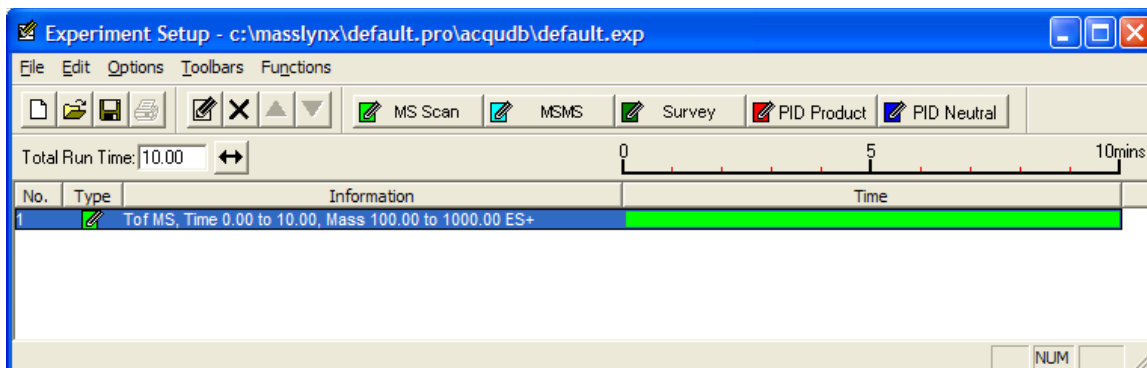 Experiment Setup - c:\masslynx\default.pro\acqudb\default.exp
File Edit Options Toolbars Functions
MS Scan MSMS Survey PID Product PID Neutral
Total Run Time: 10.00 0 5 10mins
No. Type Information Time
1 Tof MS, Time 0.00 to 10.00, Mass 100.00 to 1000.00 ES+
NUM